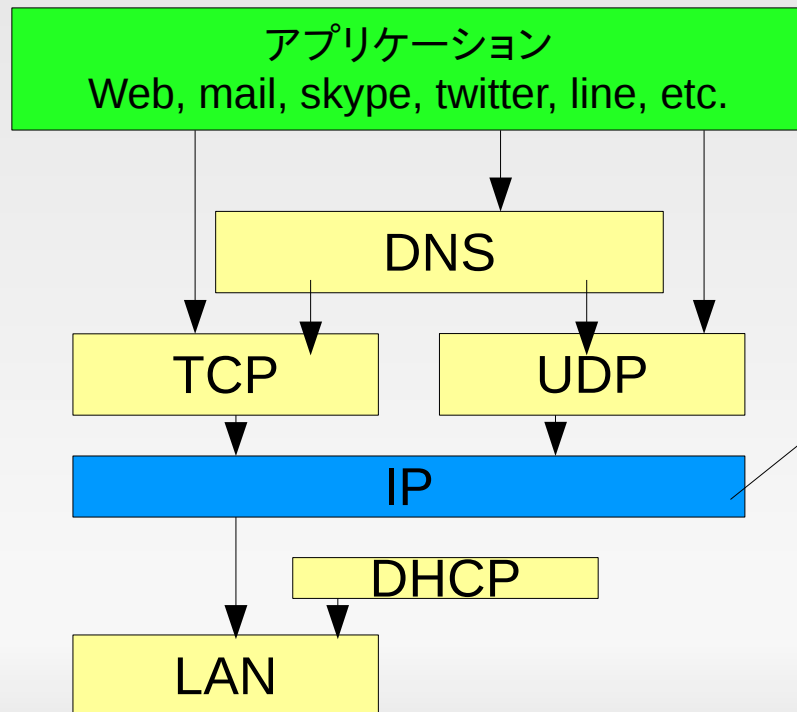 アプリケーション
Web, mail, skype, twitter, line, etc.
DNS
TCP
UDP
IP
DHCP
LAN